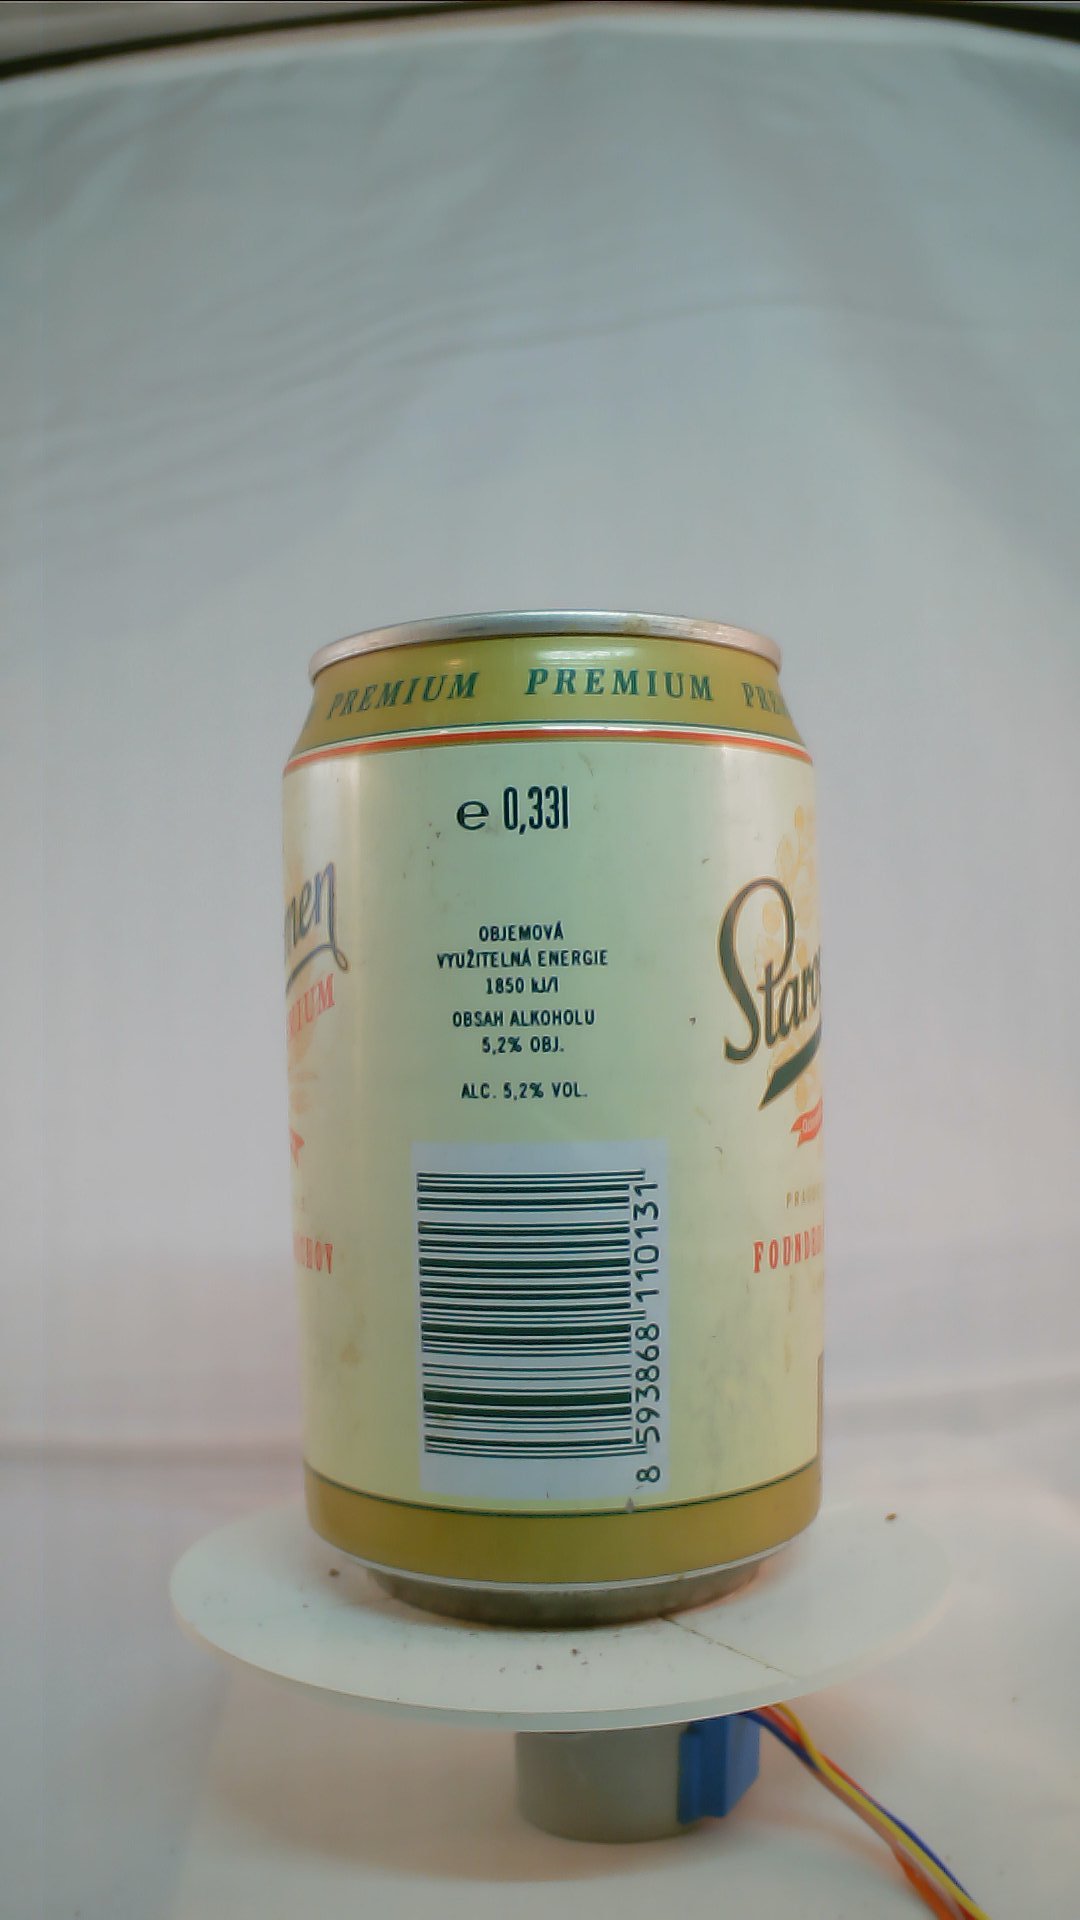 PREMIUM PREMIUM
e 0,33l
OBJEMOVÁ
VYUŽITELNÁ ENERGIE
1850 kJ/l
OBSAH ALKOHOLU
5,2% OBJ.
ALC. 5,2% VOL.
8 593868 110131